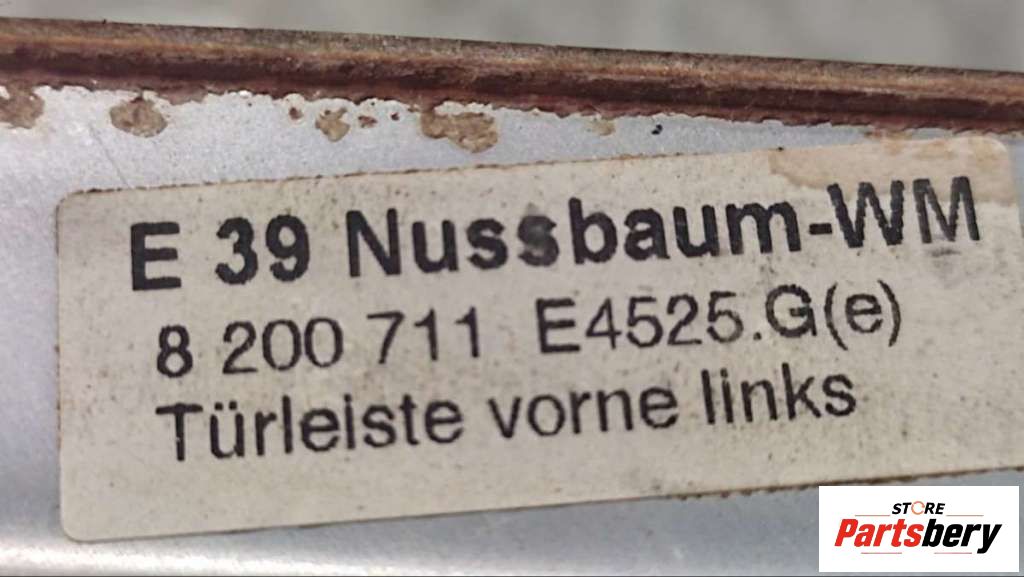 E 39 Nussbaum-WM
8 200 711 E4525.G(e)
Türleiste vorne links
STORE
Partsbery